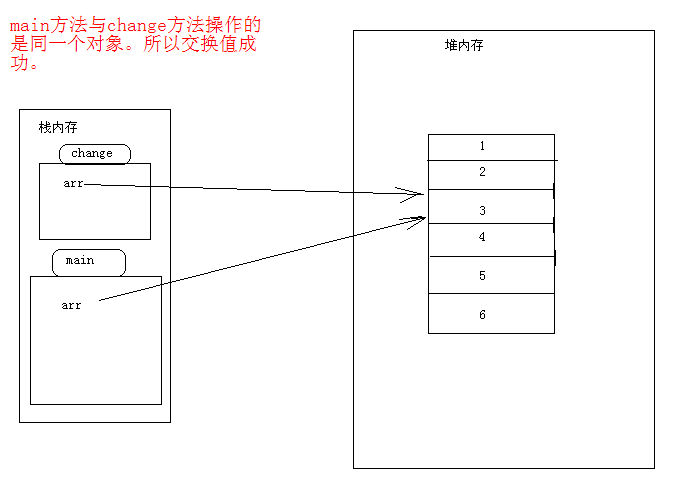 main方法与change方法操作的
是同一个对象。所以交换值成
功。
堆内存
栈内存
change
arr
main
arr
1
2
3
4
5
6